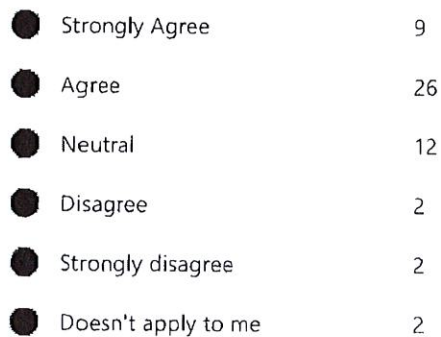 Strongly Agree 9
Agree 26
Neutral 12
Disagree 2
Strongly disagree 2
Doesn't apply to me 2